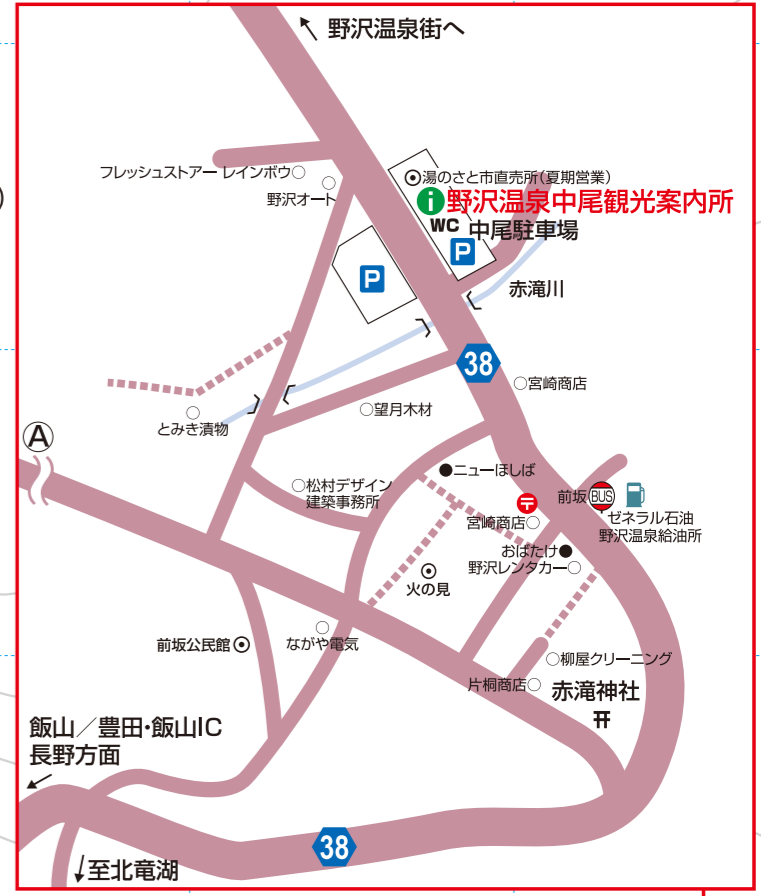 野沢温泉街へ
フレッシュストアー レインボウ
野沢オート
湯のさと市直売所(夏期営業)
i 野沢温泉中尾観光案内所
WC 中尾駐車場
P
P
赤滝川
38
宮崎商店
望月木材
とみき漬物
A
ニューほしば
松村デザイン
建築事務所
前坂 BUS
〒
宮崎商店
ゼネラル石油
野沢温泉給油所
おばたけ
野沢レンタカー
火の見
前坂公民館
ながや電気
柳屋クリーニング
片桐商店
赤滝神社
飯山/豊田・飯山IC
長野方面
38
至北竜湖